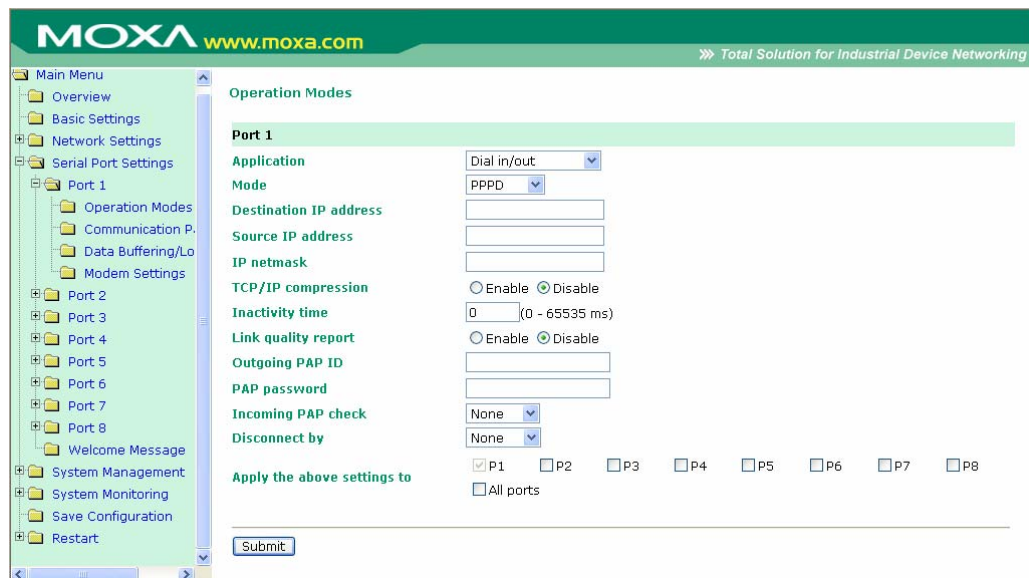 MOXA www.moxa.com
Total Solution for Industrial Device Networking
Main Menu
Overview
Basic Settings
Network Settings
Serial Port Settings
Port 1
Operation Modes
Communication P
Data Buffering/Lo
Modem Settings
Port 2
Port 3
Port 4
Port 5
Port 6
Port 7
Port 8
Welcome Message
System Management
System Monitoring
Save Configuration
Restart
Operation Modes
Port 1
Application Dial in/out
Mode PPPD
Destination IP address
Source IP address
IP netmask
TCP/IP compression Enable Disable
Inactivity time 0 (0 - 65535 ms)
Link quality report Enable Disable
Outgoing PAP ID
PAP password
Incoming PAP check None
Disconnect by None
Apply the above settings to P1 P2 P3 P4 P5 P6 P7 P8
All ports
Submit